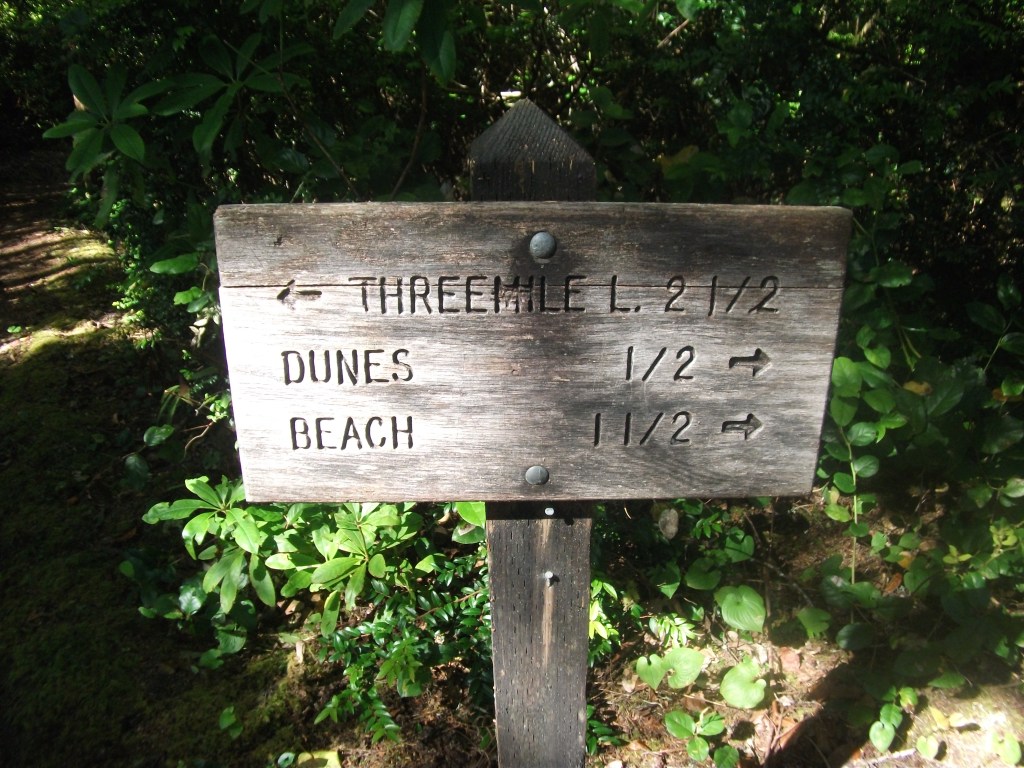 ← THREEMILE L. 2 1/2
DUNES 1/2 →
BEACH 1 1/2 →